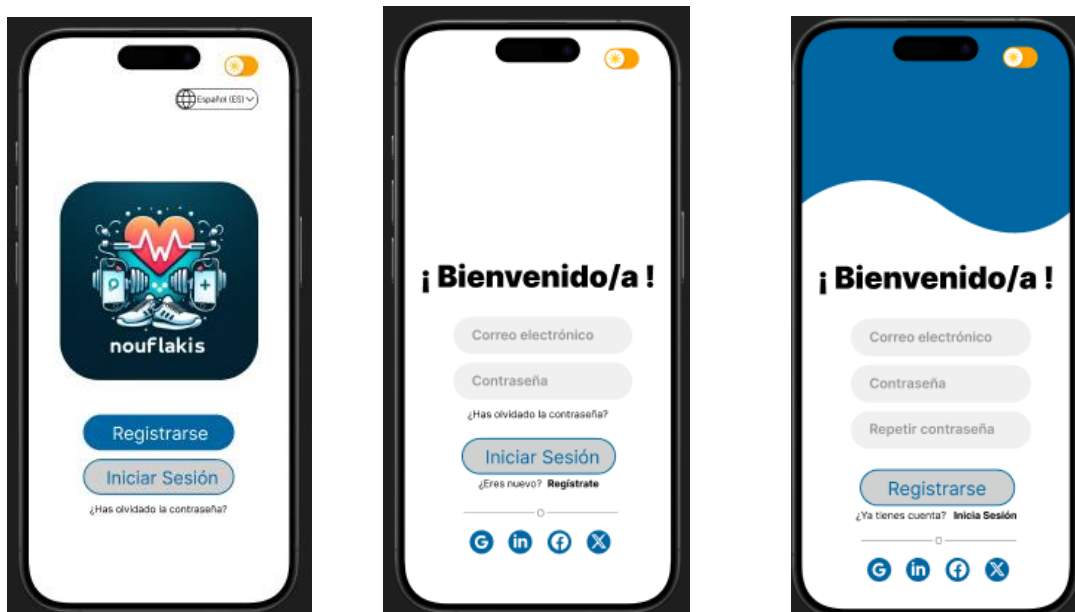 Español (ES)
nouflakis
Registrarse
Iniciar Sesión
¿Has olvidado la contraseña?
¡ Bienvenido/a !
Correo electrónico
Contraseña
¿Has olvidado la contraseña?
Iniciar Sesión
¿Eres nuevo? Regístrate
O
¡ Bienvenido/a !
Correo electrónico
Contraseña
Repetir contraseña
Registrarse
¿Ya tienes cuenta? Inicia Sesión
O